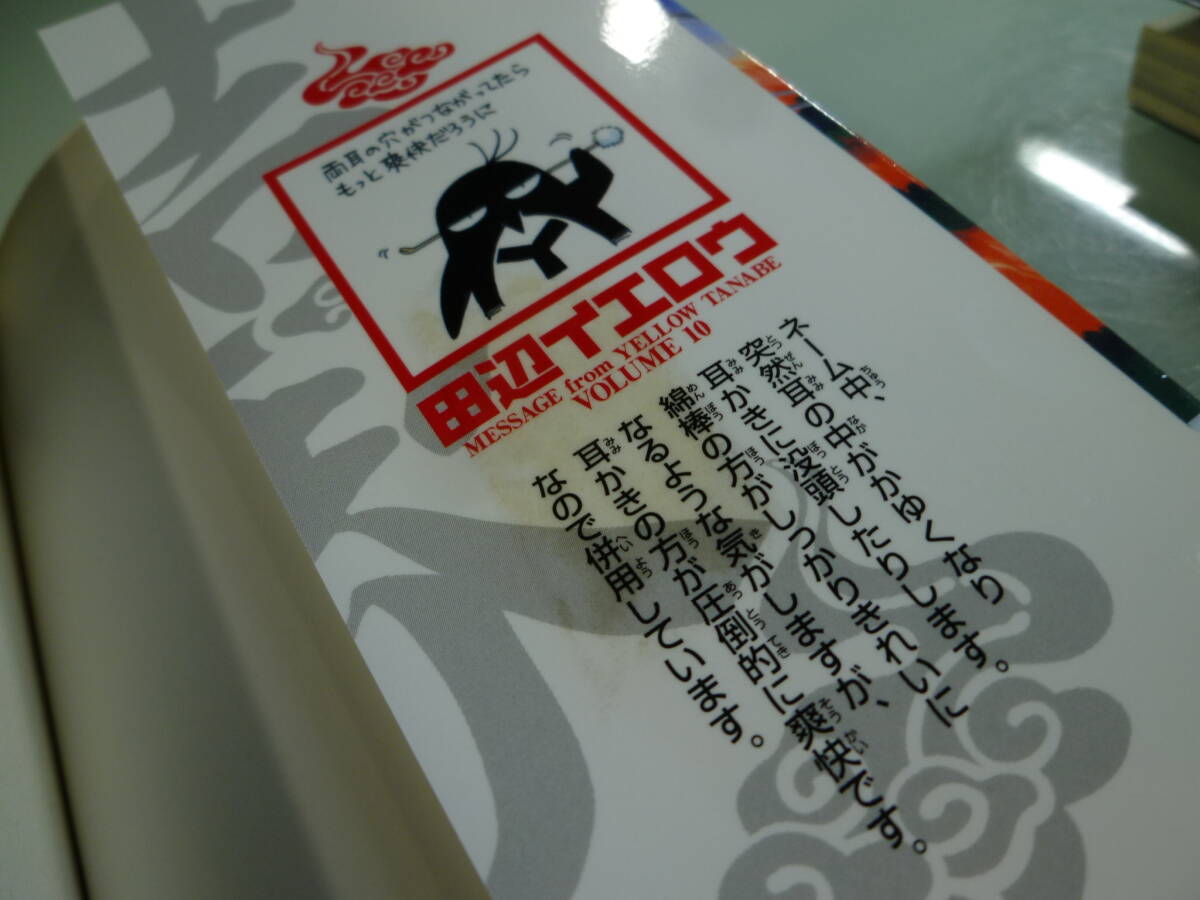 両耳の穴がつながってたら
もっと爽快だろうに
田辺イエロウ
MESSAGE from YELLOW TANABE
VOLUME 10
ネーム中、
突然耳の中がかゆくなり
耳かきに没頭したりします。
綿棒の方がしっかりきれいに
なるような気がしますが、
耳かきの方が圧倒的に爽快です。
なので併用しています。